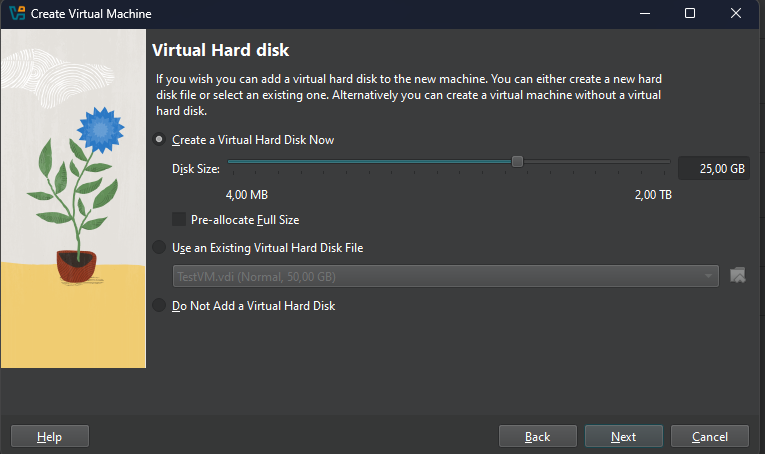 Create Virtual Machine
Virtual Hard disk
If you wish you can add a virtual hard disk to the new machine. You can either create a new hard
disk file or select an existing one. Alternatively you can create a virtual machine without a virtual
hard disk.
Create a Virtual Hard Disk Now
Disk Size:
25,00 GB
4,00 MB
2,00 TB
Pre-allocate Full Size
Use an Existing Virtual Hard Disk File
TestVM.vdi (Normal, 50,00 GB)
Do Not Add a Virtual Hard Disk
Help
Back
Next
Cancel